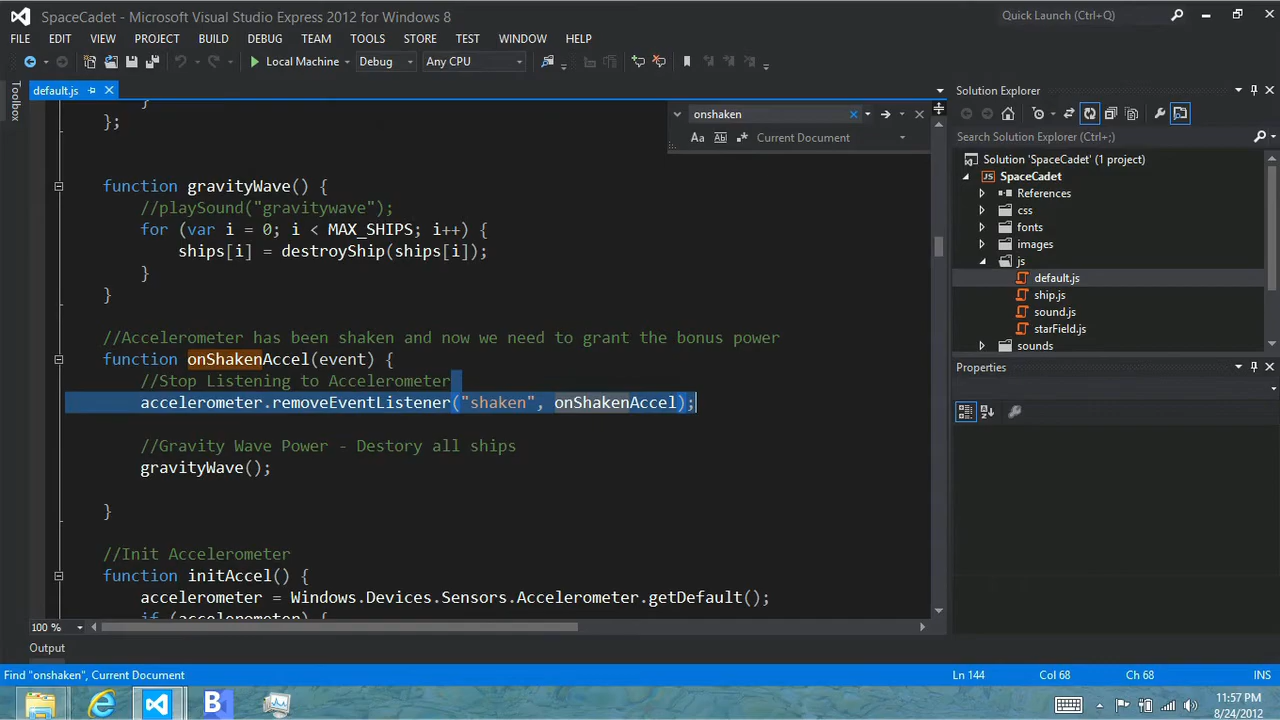 SpaceCadet - Microsoft Visual Studio Express 2012 for Windows 8
Quick Launch (Ctrl+Q)
FILE EDIT VIEW PROJECT BUILD DEBUG TEAM TOOLS STORE TEST WINDOW HELP
Local Machine Debug Any CPU
Toolbox
default.js
onshaken
Aa Ab Current Document
};
function gravityWave() {
//playSound("gravitywave");
for (var i = 0; i < MAX_SHIPS; i++) {
ships[i] = destroyShip(ships[i]);
}
}
//Accelerometer has been shaken and now we need to grant the bonus power
function onShakenAccel(event) {
//Stop Listening to Accelerometer
accelerometer.removeEventListener("shaken", onShakenAccel);
//Gravity Wave Power - Destory all ships
gravityWave();
}
//Init Accelerometer
function initAccel() {
accelerometer = Windows.Devices.Sensors.Accelerometer.getDefault();
if (accelerometer) {
100 %
Output
Solution Explorer
Search Solution Explorer (Ctrl+;)
Solution 'SpaceCadet' (1 project)
JS SpaceCadet
References
css
fonts
images
js
default.js
ship.js
sound.js
starField.js
sounds
Properties
Find "onshaken", Current Document
Ln 144 Col 68 Ch 68 INS
B
11:57 PM
8/24/2012